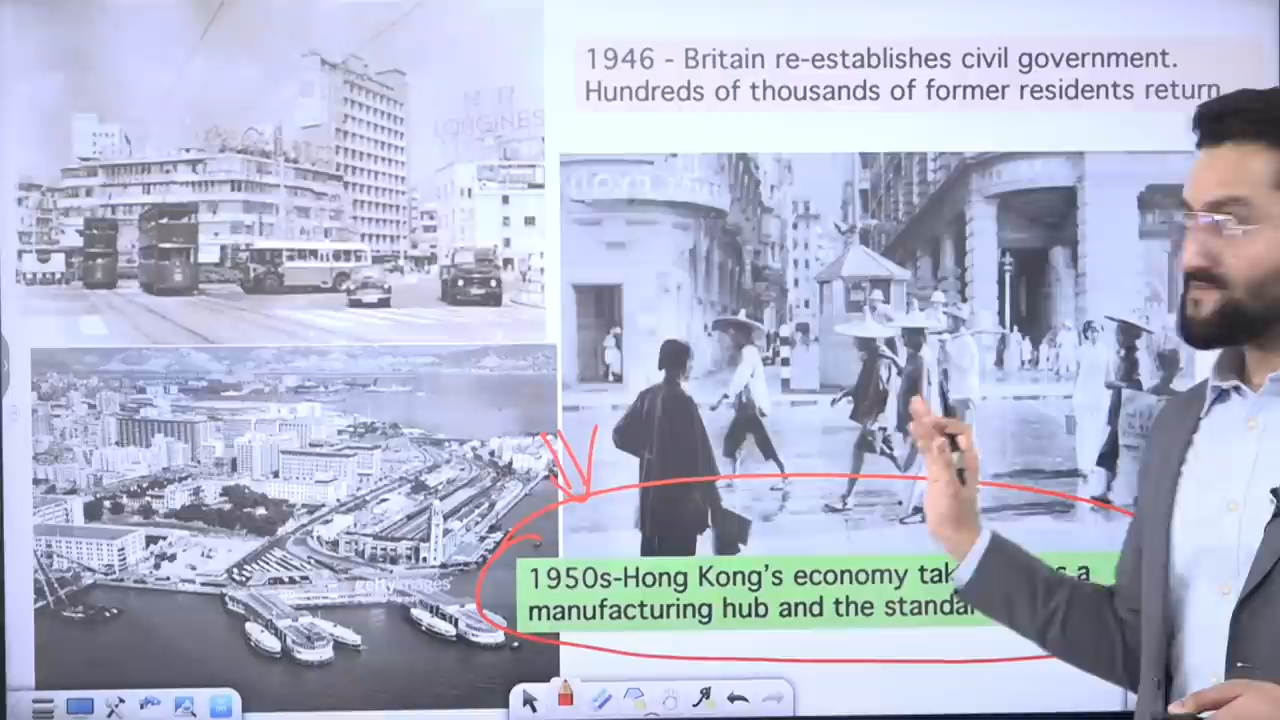 1946 - Britain re-establishes civil government.
Hundreds of thousands of former residents return
LONGINES
gettyimages
1950s-Hong Kong's economy tak s a
manufacturing hub and the standar